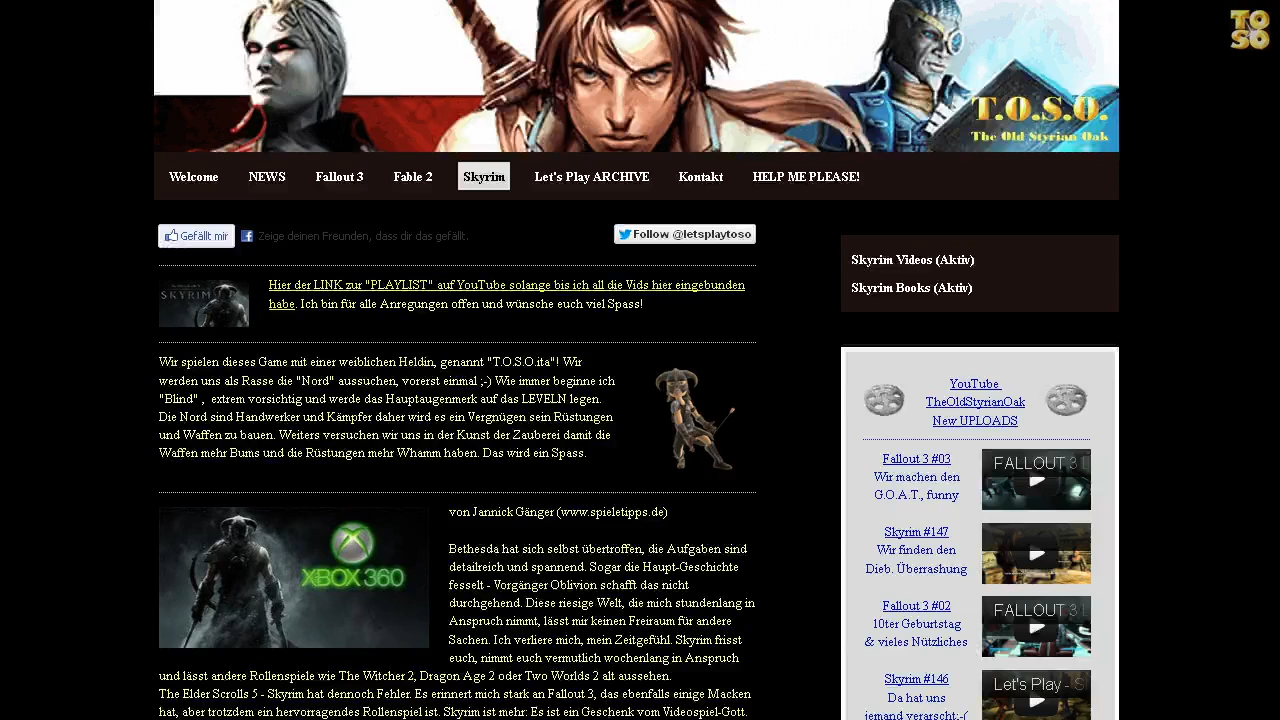 TO
SO
T.O.S.O.
The Old Styrian Oak
Welcome NEWS Fallout 3 Fable 2 Skyrim Let's Play ARCHIVE Kontakt HELP ME PLEASE!
Gefällt mir Zeige deinen Freunden, dass dir das gefällt.
Follow @letsplaytoso
SKYRIM
Hier der LINK zur "PLAYLIST" auf YouTube solange bis ich all die Vids hier eingebunden
habe. Ich bin für alle Anregungen offen und wünsche euch viel Spass!
Wir spielen dieses Game mit einer weiblichen Heldin, genannt "T.O.S.O.ita"! Wir
werden uns als Rasse die "Nord" aussuchen, vorerst einmal ;-) Wie immer beginne ich
"Blind" , extrem vorsichtig und werde das Hauptaugenmerk auf das LEVELN legen.
Die Nord sind Handwerker und Kämpfer daher wird es ein Vergnügen sein Rüstungen
und Waffen zu bauen. Weiters versuchen wir uns in der Kunst der Zauberei damit die
Waffen mehr Bums und die Rüstungen mehr Whamm haben. Das wird ein Spass.
XBOX 360
von Jannick Gänger (www.spieletipps.de)
Bethesda hat sich selbst übertroffen, die Aufgaben sind
detailreich und spannend. Sogar die Haupt-Geschichte
fesselt - Vorgänger Oblivion schafft das nicht
durchgehend. Diese riesige Welt, die mich stundenlang in
Anspruch nimmt, lässt mir keinen Freiraum für andere
Sachen. Ich verliere mich, mein Zeitgefühl. Skyrim frisst
euch, nimmt euch vermutlich wochenlang in Anspruch
und lässt andere Rollenspiele wie The Witcher 2, Dragon Age 2 oder Two Worlds 2 alt aussehen.
The Elder Scrolls 5 - Skyrim hat dennoch Fehler. Es erinnert mich stark an Fallout 3, das ebenfalls einige Macken
hat, aber trotzdem ein hervorragendes Rollenspiel ist. Skyrim ist mehr: Es ist ein Geschenk vom Videospiel-Gott.
Skyrim Videos (Aktiv)
Skyrim Books (Aktiv)
YouTube
TheOldStyrianOak
New UPLOADS
Fallout 3 #03
Wir machen den
G.O.A.T., funny
FALLOUT 3
Skyrim #147
Wir finden den
Dieb. Überrashung
Fallout 3 #02
10ter Geburtstag
& vieles Nützliches
FALLOUT 3
Skyrim #146
Da hat uns
jemand verarscht;-(
Let's Play - S